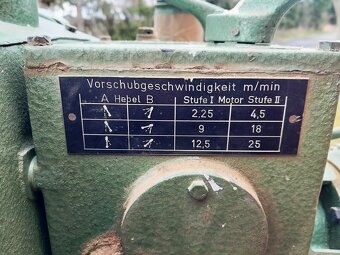 Vorschubgeschwindigkeit m/min
A Hebel B Stufe I Motor Stufe II
2,25 4,5
9 18
12,5 25